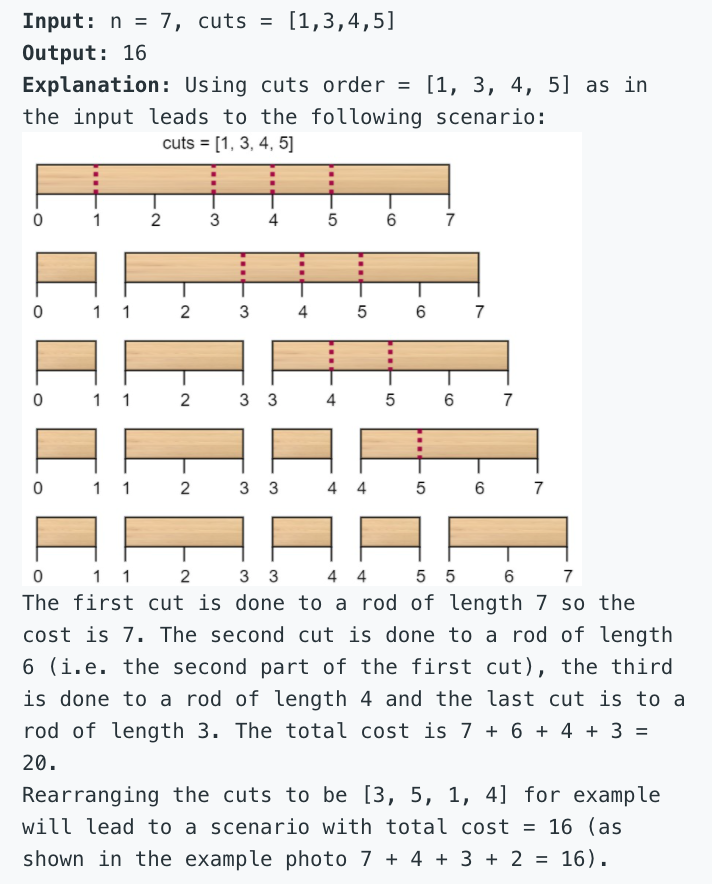 Input: n = 7, cuts = [1,3,4,5]
Output: 16
Explanation: Using cuts order = [1, 3, 4, 5] as in
the input leads to the following scenario:
cuts = [1, 3, 4, 5]
0 1 2 3 4 5 6 7
0 1 1 2 3 4 5 6 7
0 1 1 2 3 3 4 5 6 7
0 1 1 2 3 3 4 4 5 6 7
0 1 1 2 3 3 4 4 5 5 6 7
The first cut is done to a rod of length 7 so the
cost is 7. The second cut is done to a rod of length
6 (i.e. the second part of the first cut), the third
is done to a rod of length 4 and the last cut is to a
rod of length 3. The total cost is 7 + 6 + 4 + 3 =
20.
Rearranging the cuts to be [3, 5, 1, 4] for example
will lead to a scenario with total cost = 16 (as
shown in the example photo 7 + 4 + 3 + 2 = 16).